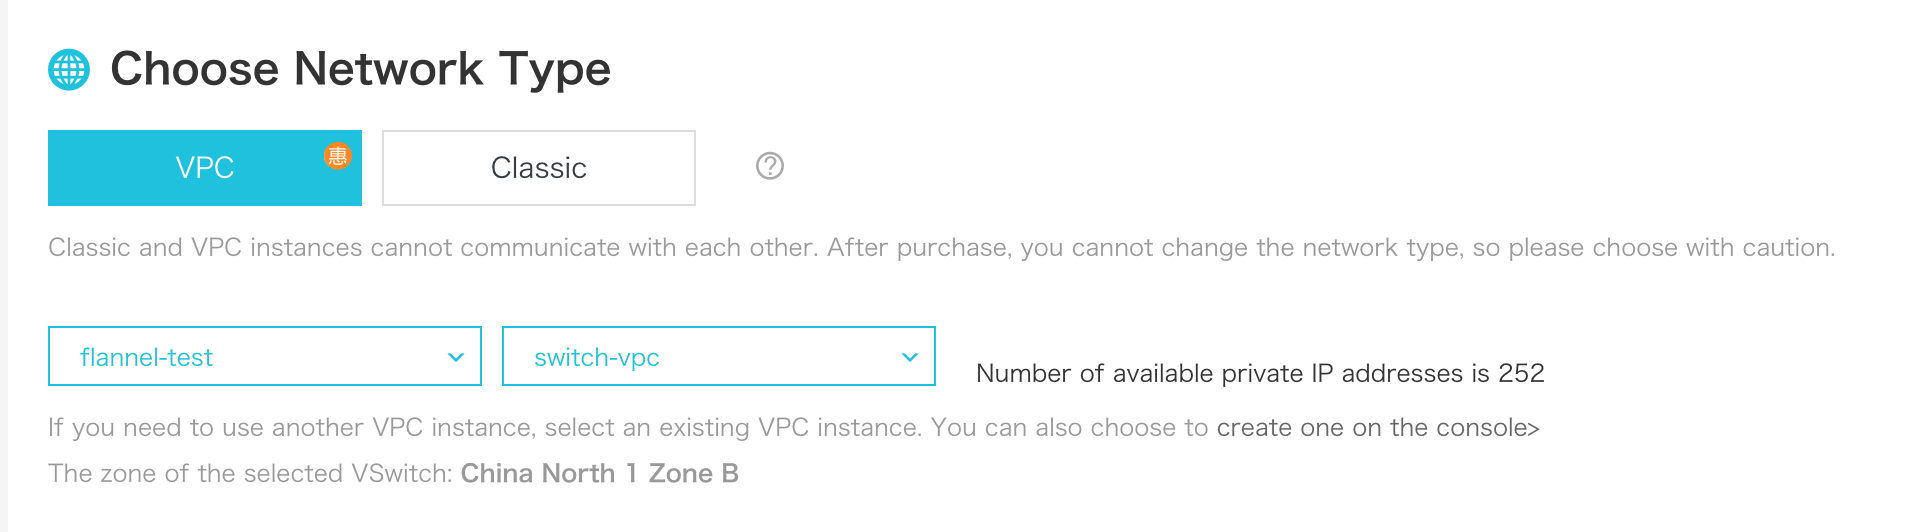 Choose Network Type
VPC 惠 Classic ?
Classic and VPC instances cannot communicate with each other. After purchase, you cannot change the network type, so please choose with caution.
flannel-test switch-vpc Number of available private IP addresses is 252
If you need to use another VPC instance, select an existing VPC instance. You can also choose to create one on the console>
The zone of the selected VSwitch: China North 1 Zone B